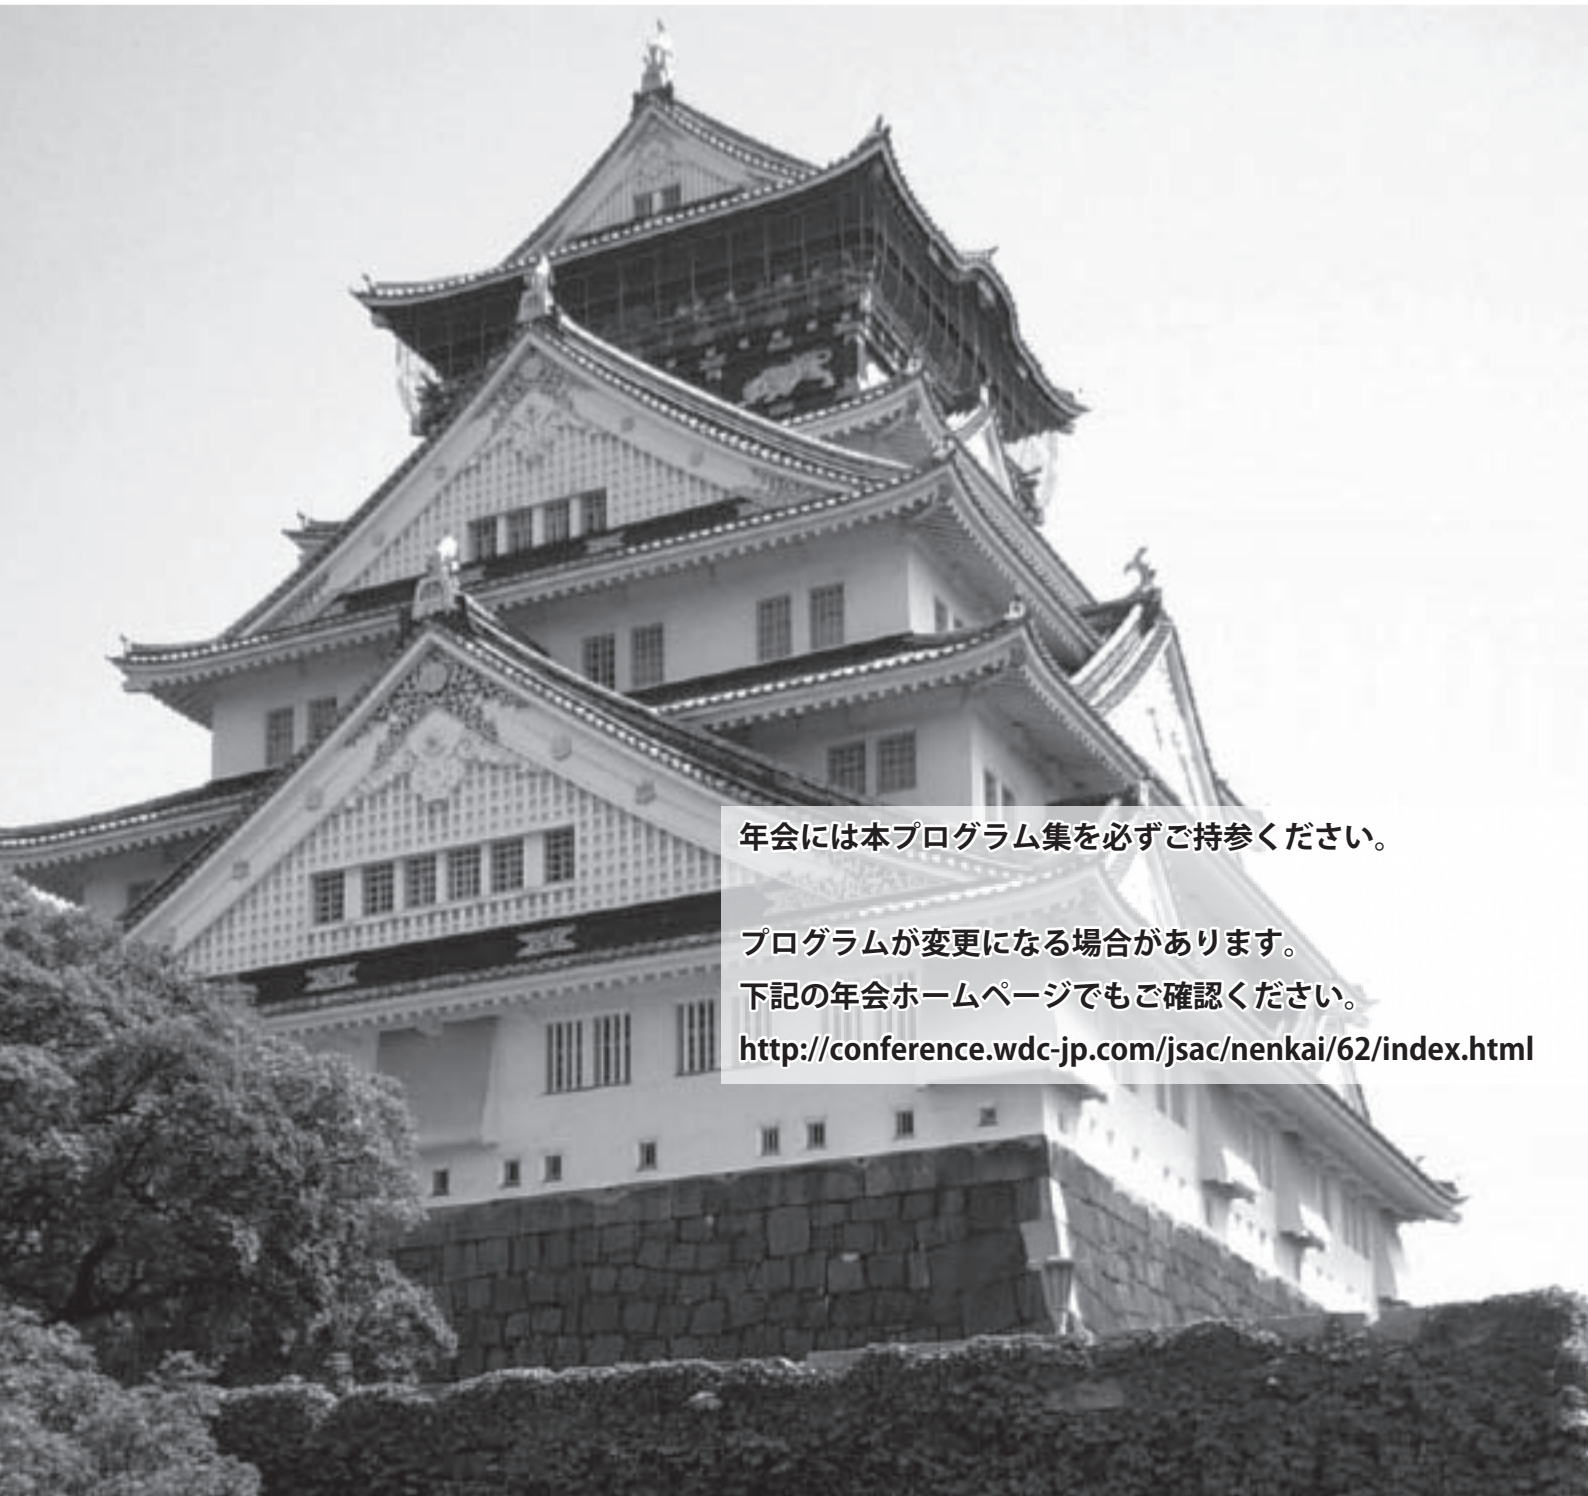 年会には本プログラム集を必ずご持参ください。
プログラムが変更になる場合があります。
下記の年会ホームページでもご確認ください。
http://conference.wdc-jp.com/jsac/nenkai/62/index.html